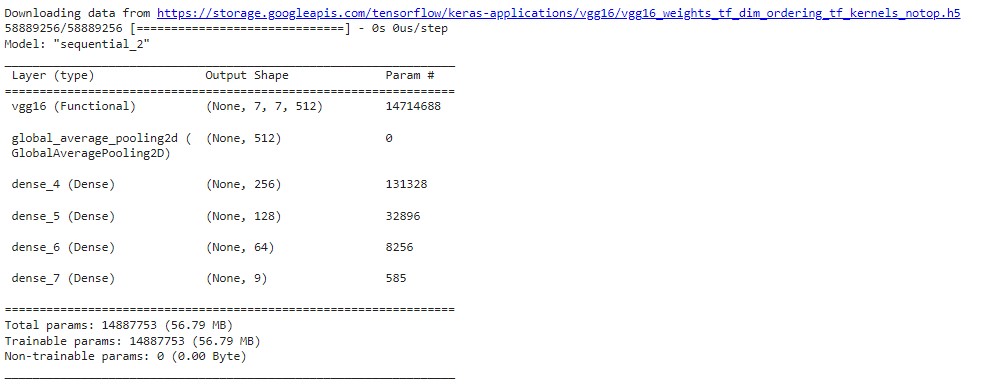 Downloading data from https://storage.googleapis.com/tensorflow/keras-applications/vgg16/vgg16_weights_tf_dim_ordering_tf_kernels_notop.h5
58889256/58889256 [==============================] - 0s 0us/step
Model: "sequential_2"
_________________________________________________________________
Layer (type) Output Shape Param #
=================================================================
vgg16 (Functional) (None, 7, 7, 512) 14714688
global_average_pooling2d ( (None, 512) 0
GlobalAveragePooling2D)
dense_4 (Dense) (None, 256) 131328
dense_5 (Dense) (None, 128) 32896
dense_6 (Dense) (None, 64) 8256
dense_7 (Dense) (None, 9) 585
=================================================================
Total params: 14887753 (56.79 MB)
Trainable params: 14887753 (56.79 MB)
Non-trainable params: 0 (0.00 Byte)
_________________________________________________________________